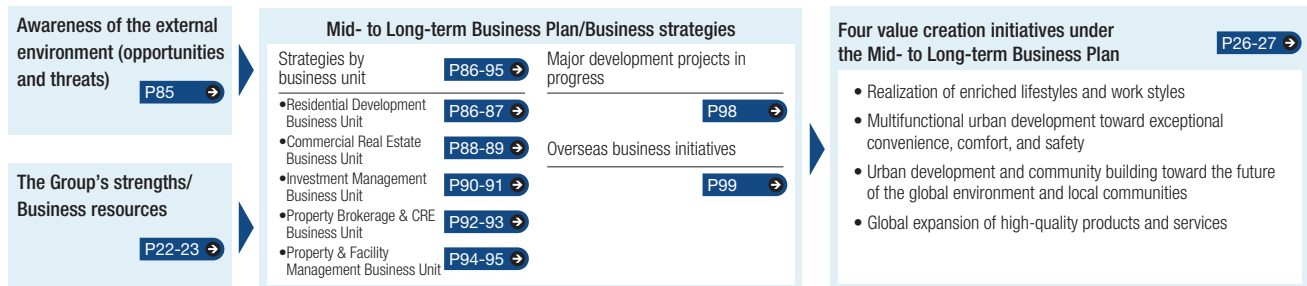 Awareness of the external
environment (opportunities
and threats)
P85
The Group's strengths/
Business resources
P22-23
Mid- to Long-term Business Plan/Business strategies
Strategies by
business unit
P86-95
•Residential Development
Business Unit
P86-87
•Commercial Real Estate
Business Unit
P88-89
•Investment Management
Business Unit
P90-91
•Property Brokerage & CRE
Business Unit
P92-93
•Property & Facility
Management Business Unit
P94-95
Major development projects in
progress
P98
Overseas business initiatives
P99
Four value creation initiatives under
the Mid- to Long-term Business Plan
P26-27
• Realization of enriched lifestyles and work styles
• Multifunctional urban development toward exceptional
convenience, comfort, and safety
• Urban development and community building toward the future
of the global environment and local communities
• Global expansion of high-quality products and services